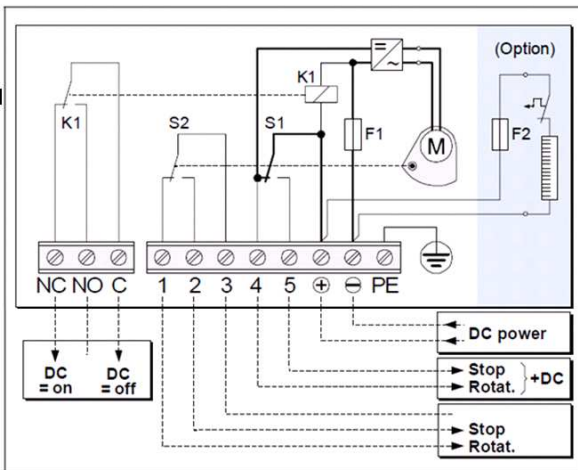 (Option)
K1
K1
S2
S1
F1
M
F2
NC NO C
1 2 3 4 5 ⊕ ⊖ PE
DC = on
DC = off
DC power
Stop
Rotat.
+DC
Stop
Rotat.